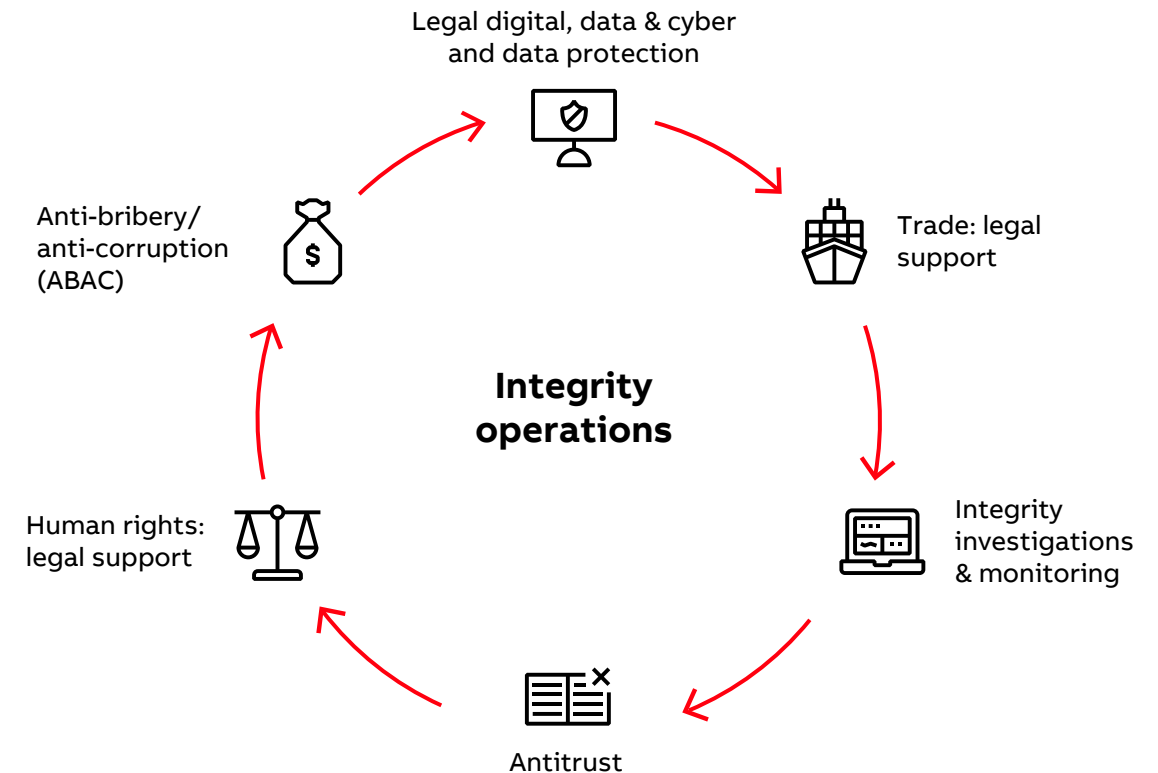 Legal digital, data & cyber
and data protection
Trade: legal
support
Integrity
investigations
& monitoring
Antitrust
Human rights:
legal support
Anti-bribery/
anti-corruption
(ABAC)
$
Integrity
operations